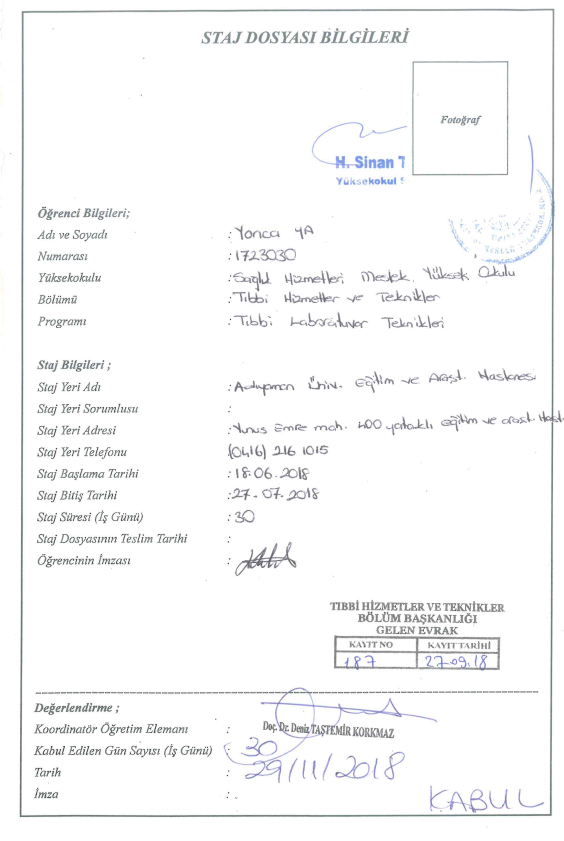 STAJ DOSYASI BİLGİLERİ
Fotoğraf
H. Sinan T
Yüksekokul S
Öğrenci Bilgileri;
Adı ve Soyadı : Yonca YA
Numarası : 1723030
Yüksekokulu : Sağlık Hizmetleri Meslek Yüksek Okulu
Bölümü : Tıbbi Hizmetler ve Teknikler
Programı : Tıbbi Laboratuvar Teknikleri
Staj Bilgileri ;
Staj Yeri Adı : Adıyaman Üniv. Eğitim ve Araşt. Hastanesi
Staj Yeri Sorumlusu :
Staj Yeri Adresi : Yunus Emre mah. 400 yataklı eğitim ve araşt. Hast.
Staj Yeri Telefonu (0416) 216 1015
Staj Başlama Tarihi : 18.06.2018
Staj Bitiş Tarihi : 27.07.2018
Staj Süresi (İş Günü) : 30
Staj Dosyasının Teslim Tarihi :
Öğrencinin İmzası :
TIBBİ HİZMETLER VE TEKNİKLER
BÖLÜM BAŞKANLIĞI
GELEN EVRAK
KAYIT NO KAYIT TARİHİ
187 27.09.18
Değerlendirme ;
Koordinatör Öğretim Elemanı : Doç. Dr. Deniz TAŞTEMİR KORKMAZ
Kabul Edilen Gün Sayısı (İş Günü) : 30
Tarih : 29/11/2018
İmza : .
KABUL